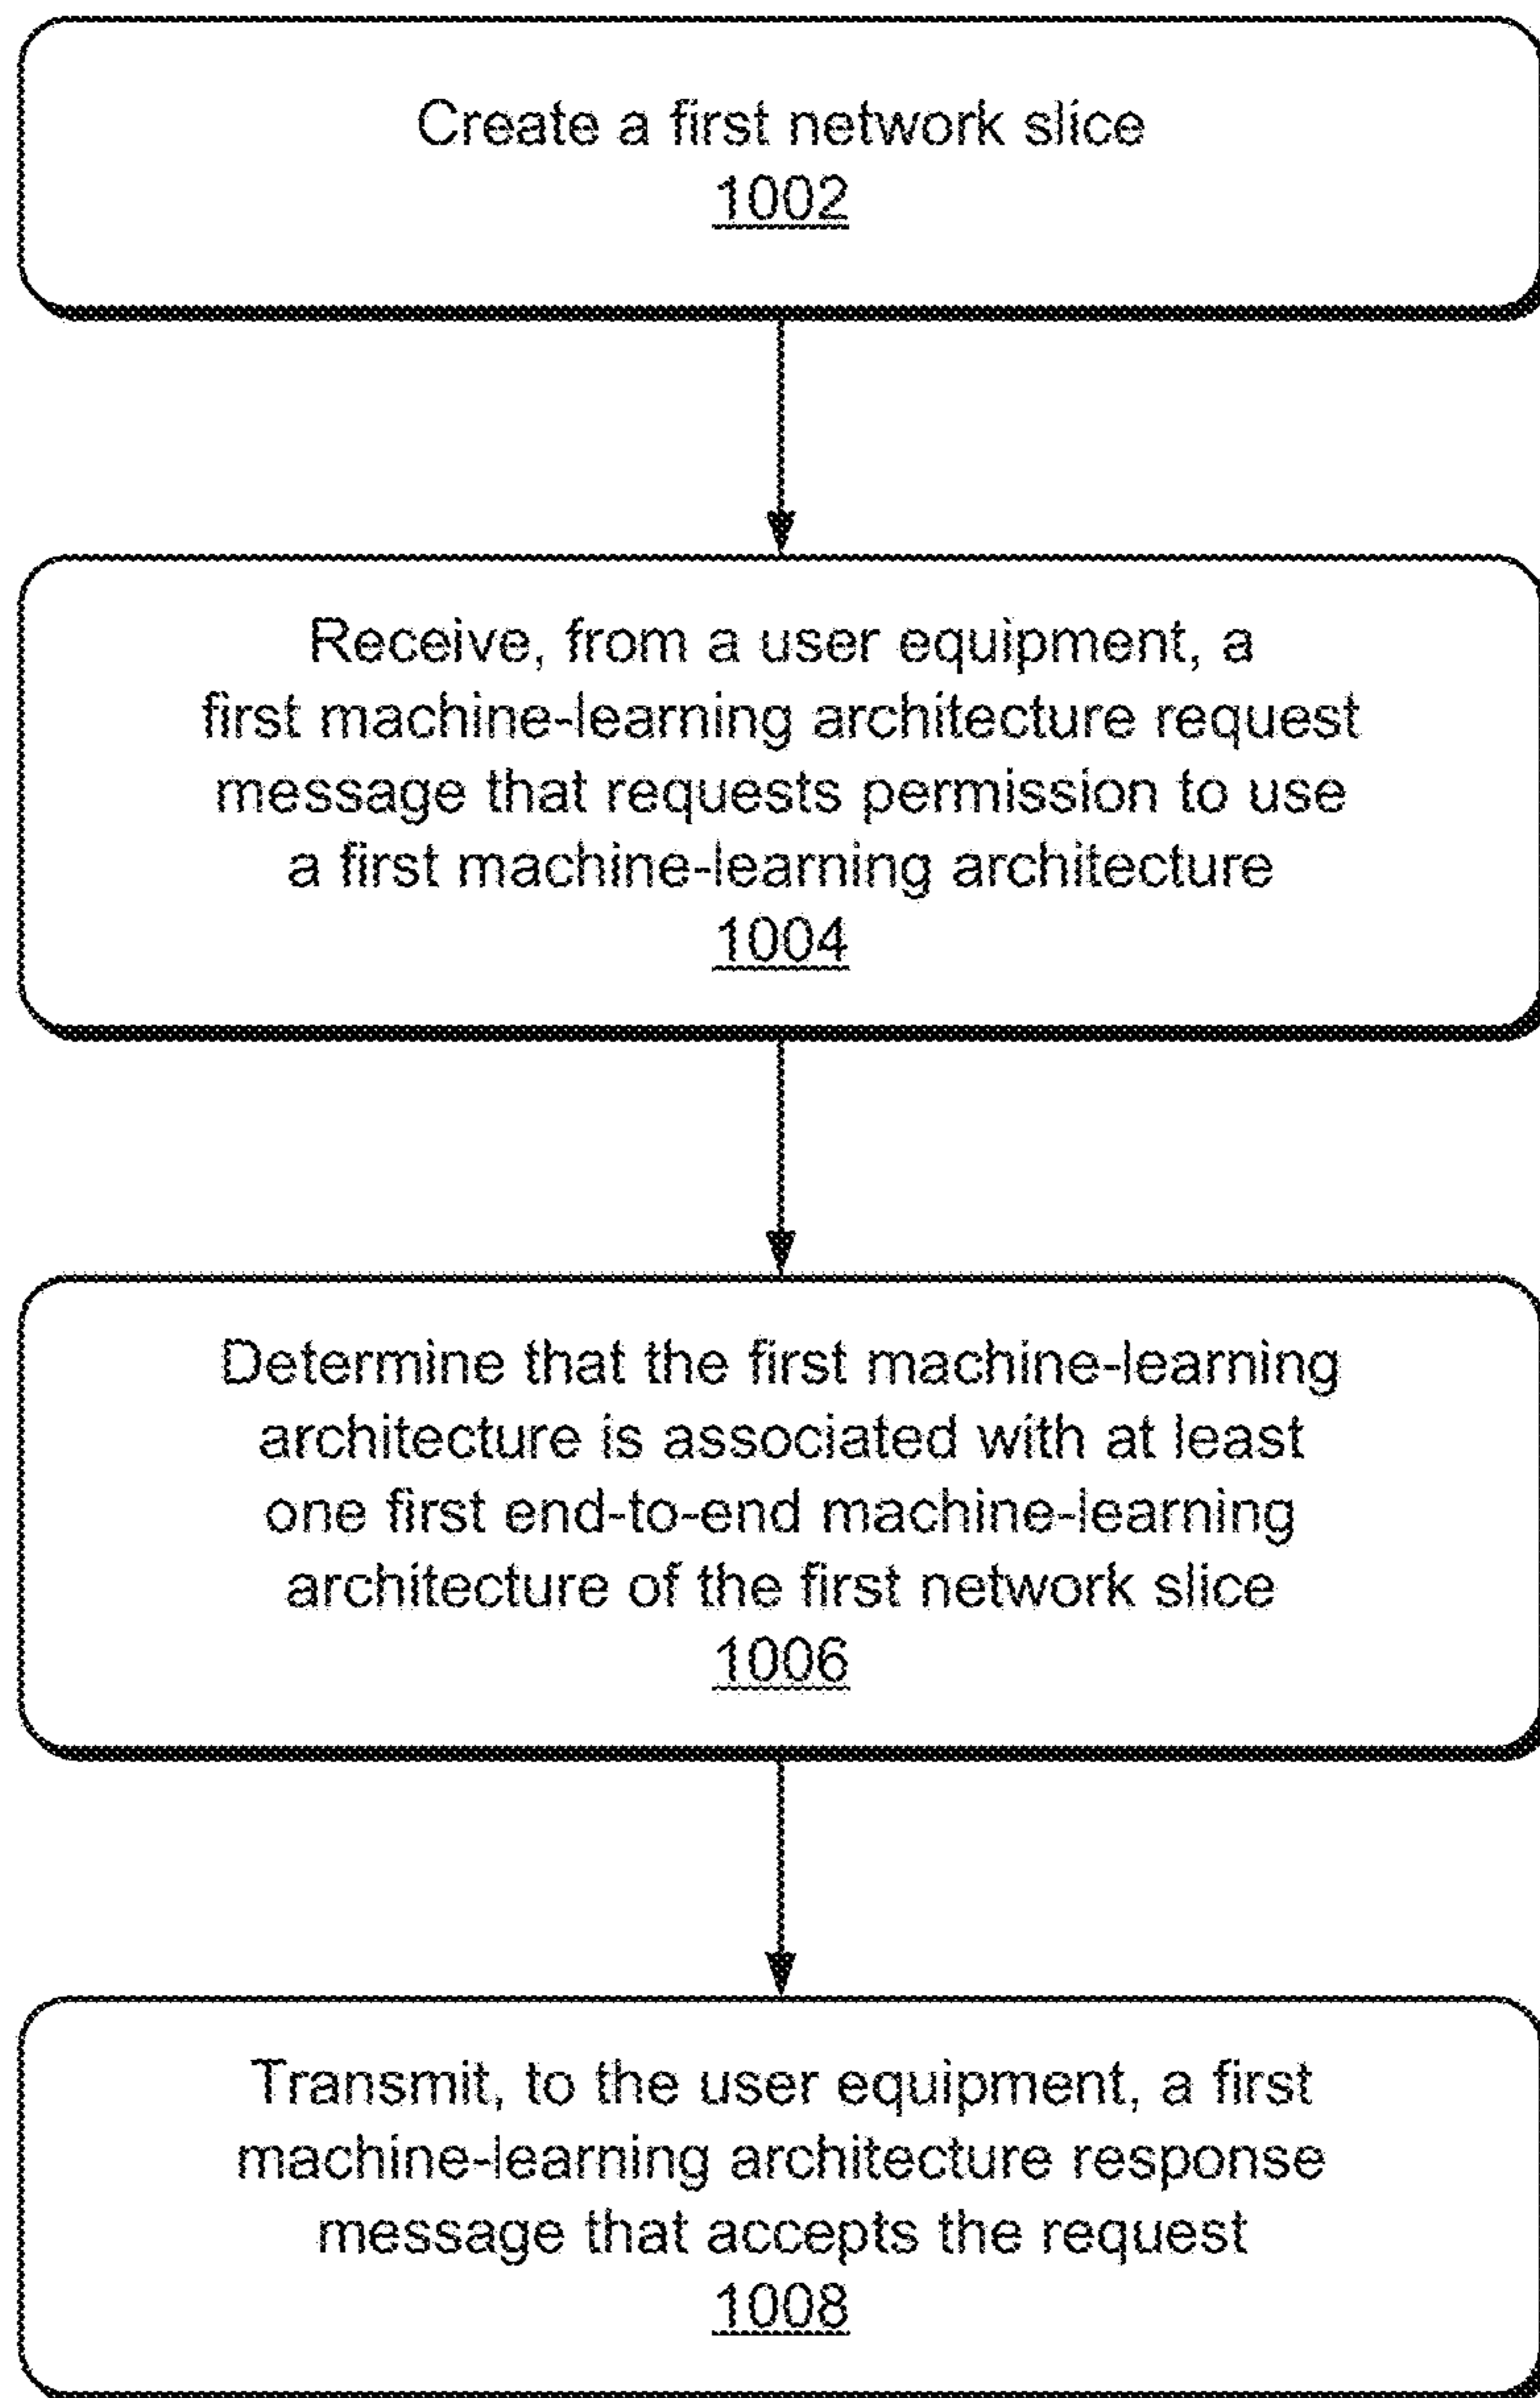 Create a first network slice
1002
Receive, from a user equipment, a
first machine-learning architecture request
message that requests permission to use
a first machine-learning architecture
1004
Determine that the first machine-learning
architecture is associated with at least
one first end-to-end machine-learning
architecture of the first network slice
1006
Transmit, to the user equipment, a first
machine-learning architecture response
message that accepts the request
1008